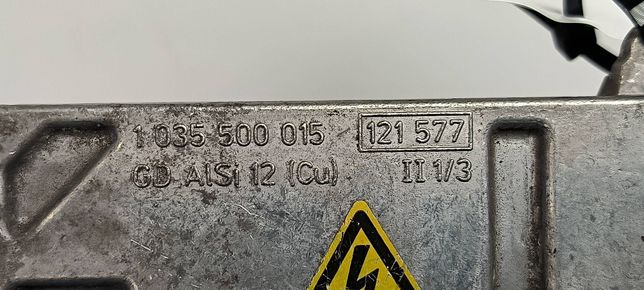 1 035 500 015 121 577
GD AlSi 12 (Cu) II 1/3